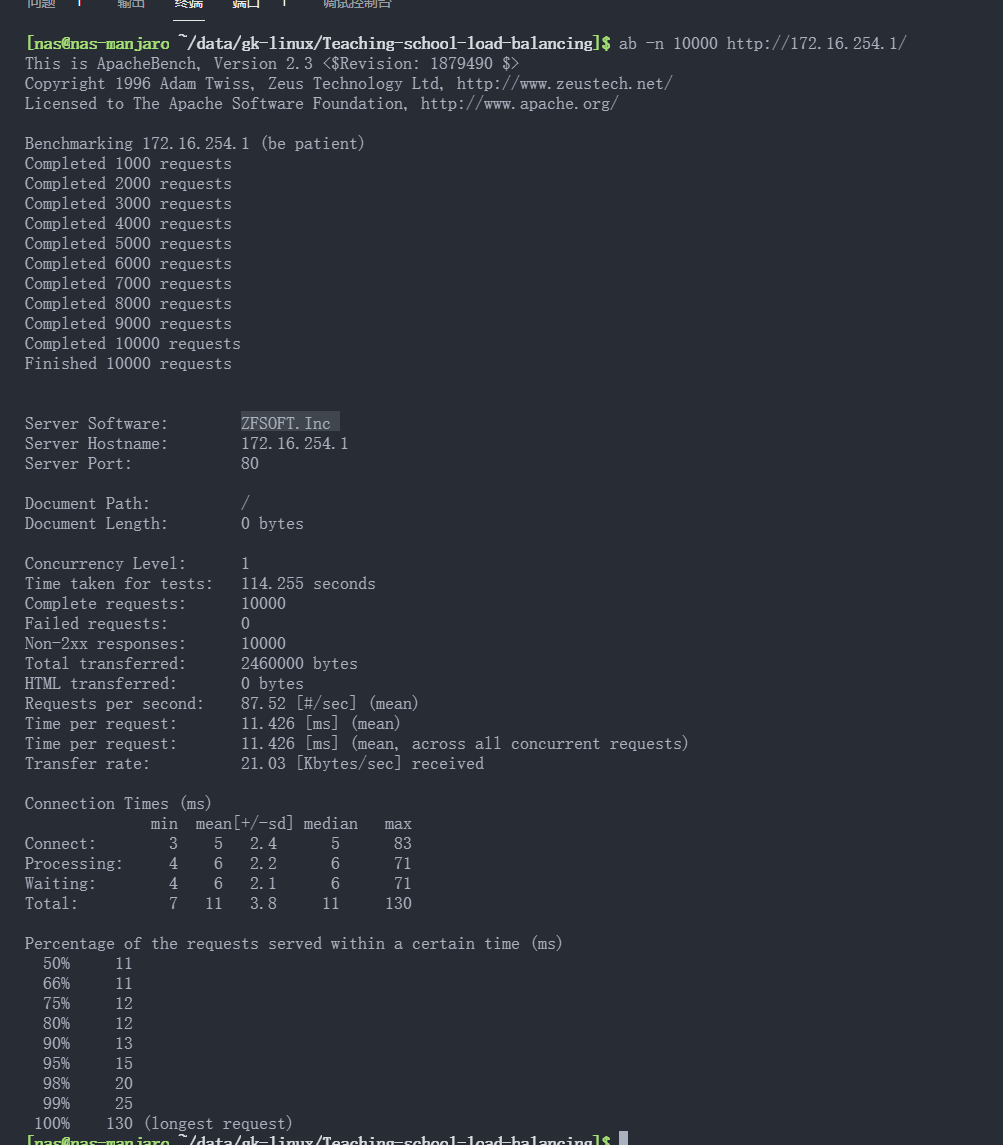 问题 1 输出 终端 端口 1 调试控制台
[nas@nas-manjaro ~/data/gk-linux/Teaching-school-load-balancing]$ ab -n 10000 http://172.16.254.1/
This is ApacheBench, Version 2.3 <$Revision: 1879490 $>
Copyright 1996 Adam Twiss, Zeus Technology Ltd, http://www.zeustech.net/
Licensed to The Apache Software Foundation, http://www.apache.org/
Benchmarking 172.16.254.1 (be patient)
Completed 1000 requests
Completed 2000 requests
Completed 3000 requests
Completed 4000 requests
Completed 5000 requests
Completed 6000 requests
Completed 7000 requests
Completed 8000 requests
Completed 9000 requests
Completed 10000 requests
Finished 10000 requests
Server Software: ZFSOFT.Inc
Server Hostname: 172.16.254.1
Server Port: 80
Document Path: /
Document Length: 0 bytes
Concurrency Level: 1
Time taken for tests: 114.255 seconds
Complete requests: 10000
Failed requests: 0
Non-2xx responses: 10000
Total transferred: 2460000 bytes
HTML transferred: 0 bytes
Requests per second: 87.52 [#/sec] (mean)
Time per request: 11.426 [ms] (mean)
Time per request: 11.426 [ms] (mean, across all concurrent requests)
Transfer rate: 21.03 [Kbytes/sec] received
Connection Times (ms)
min mean[+/-sd] median max
Connect: 3 5 2.4 5 83
Processing: 4 6 2.2 6 71
Waiting: 4 6 2.1 6 71
Total: 7 11 3.8 11 130
Percentage of the requests served within a certain time (ms)
50% 11
66% 11
75% 12
80% 12
90% 13
95% 15
98% 20
99% 25
100% 130 (longest request)
[nas@nas-manjaro ~/data/gk-linux/Teaching-school-load-balancing]$